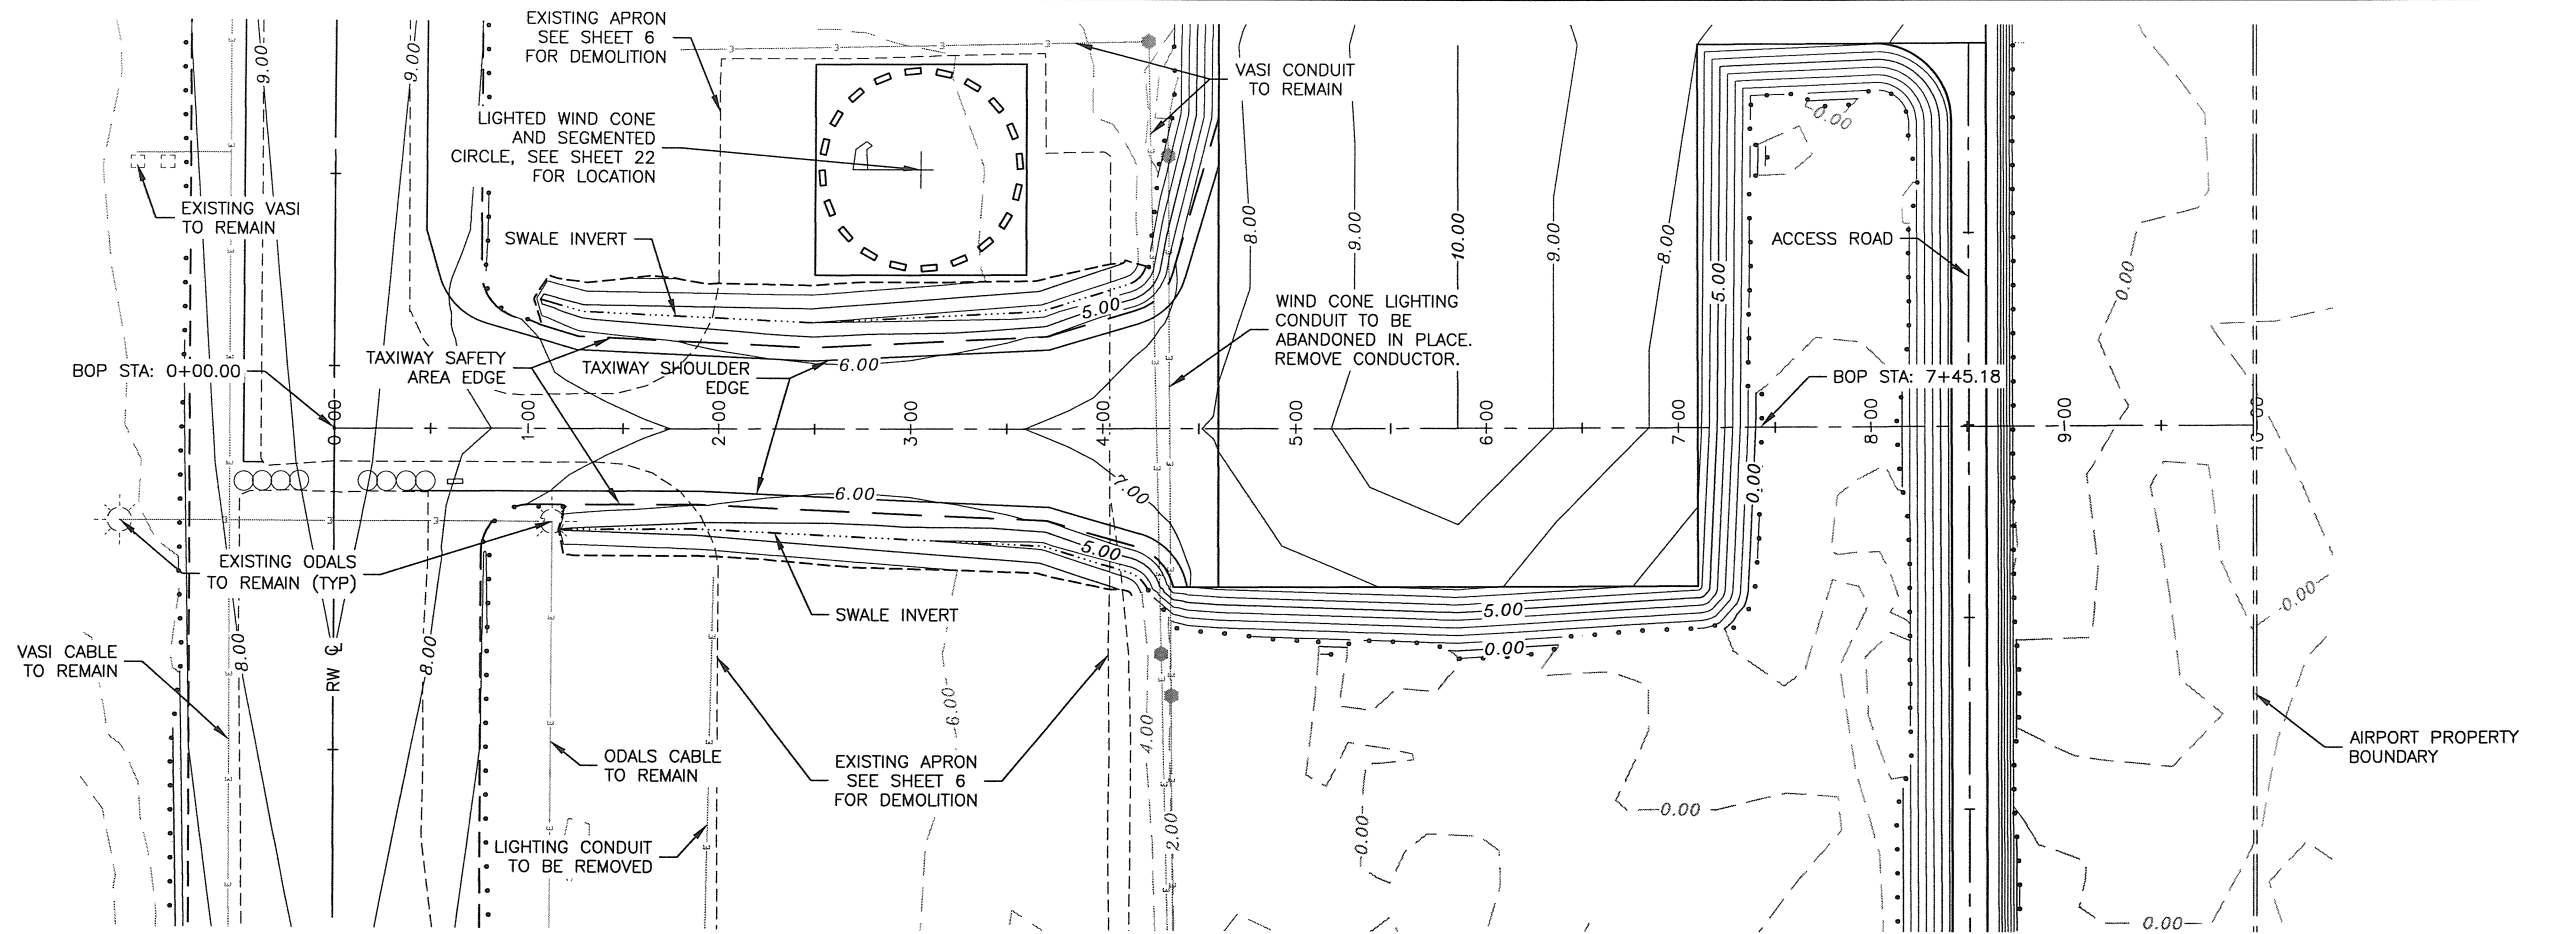 EXISTING APRON
SEE SHEET 6
FOR DEMOLITION
9.00
9.00
VASI CONDUIT
TO REMAIN
LIGHTED WIND CONE
AND SEGMENTED
CIRCLE, SEE SHEET 22
FOR LOCATION
0.00
EXISTING VASI
TO REMAIN
SWALE INVERT
8.00
9.00
10.00
9.00
8.00
ACCESS ROAD
5.00
0.00
5.00
WIND CONE LIGHTING
CONDUIT TO BE
ABANDONED IN PLACE.
REMOVE CONDUCTOR.
TAXIWAY SAFETY
AREA EDGE
TAXIWAY SHOULDER
EDGE
6.00
BOP STA: 0+00.00
BOP STA: 7+45.18
0+00
1+00
2+00
3+00
4+00
5+00
6+00
7+00
8+00
9+00
6.00
7.00
0.00
5.00
EXISTING ODALS
TO REMAIN (TYP)
SWALE INVERT
5.00
0.00
0.00
VASI CABLE
TO REMAIN
8.00
RW ℄
8.00
6.00
4.00
ODALS CABLE
TO REMAIN
EXISTING APRON
SEE SHEET 6
FOR DEMOLITION
AIRPORT PROPERTY
BOUNDARY
2.00
0.00
0.00
LIGHTING CONDUIT
TO BE REMOVED
0.00